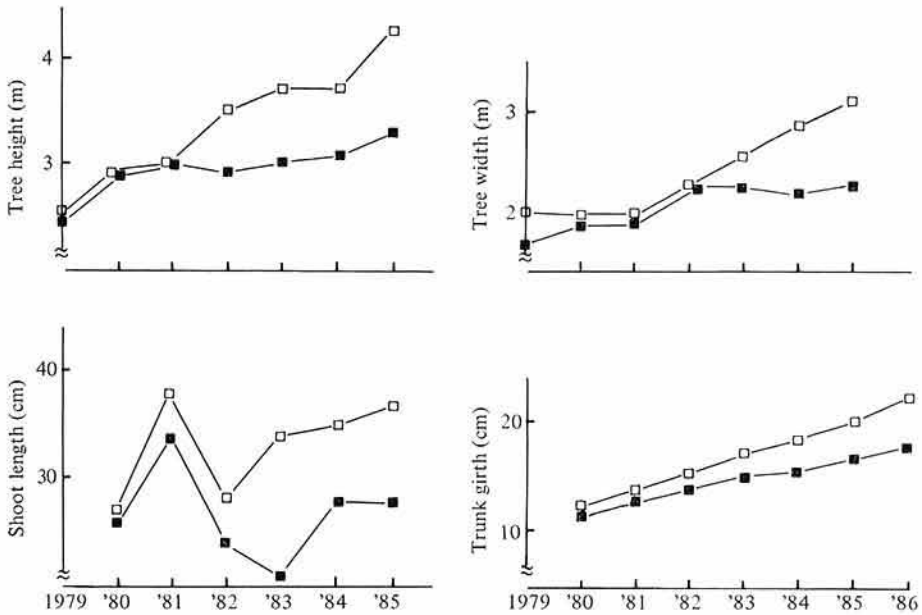 Tree height (m)
4
3
Tree width (m)
3
2
Shoot length (cm)
40
30
1979 '80 '81 '82 '83 '84 '85
Trunk girth (cm)
20
10
1979 '80 '81 '82 '83 '84 '85 '86